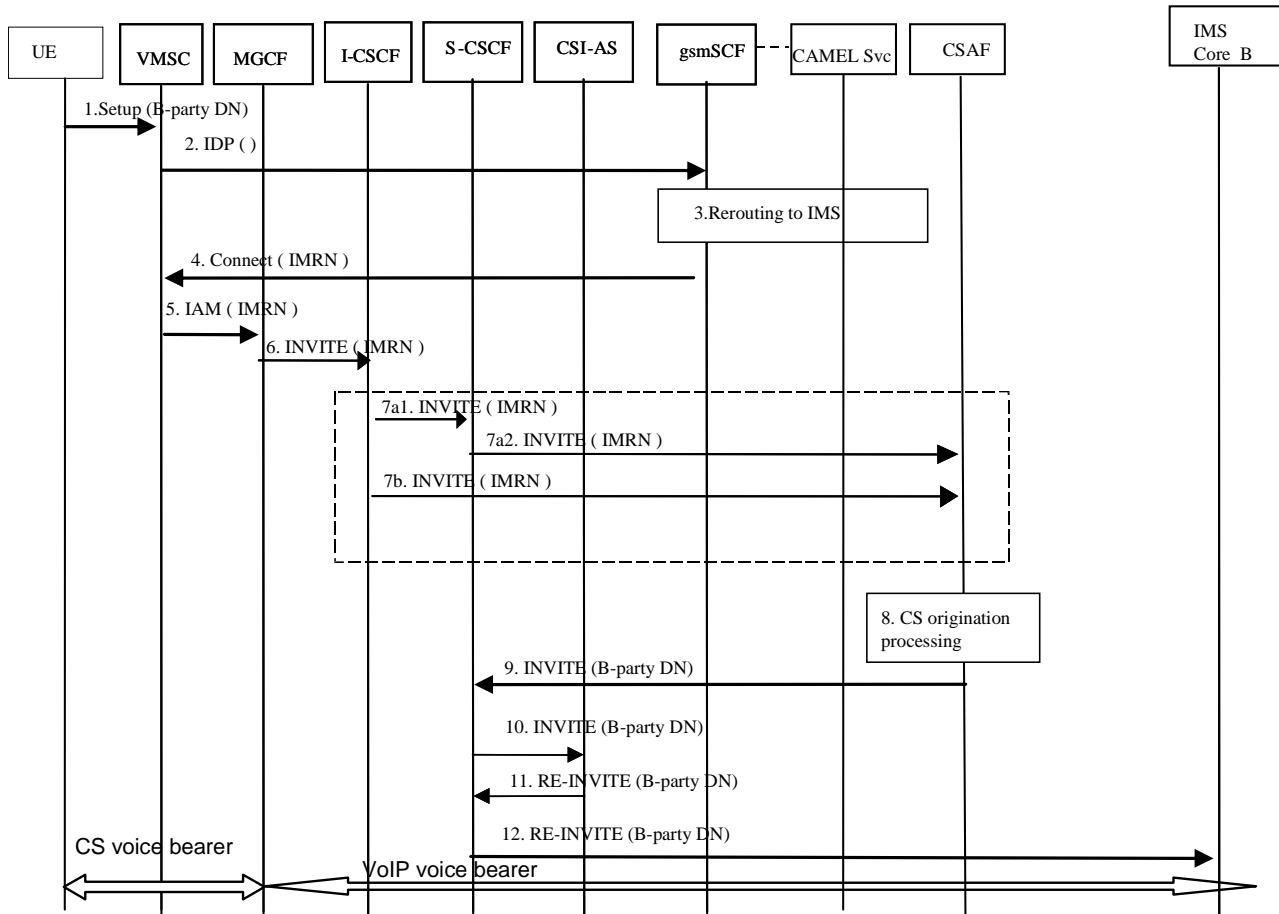 UE
VMSC
MGCF
I-CSCF
S-CSCF
CSI-AS
gsmSCF
CAMEL Svc
CSAF
IMS
Core B
1.Setup (B-party DN)
2. IDP ( )
3.Rerouting to IMS
4. Connect ( IMRN )
5. IAM ( IMRN )
6. INVITE ( IMRN )
7a1. INVITE ( IMRN )
7a2. INVITE ( IMRN )
7b. INVITE ( IMRN )
8. CS origination
processing
9. INVITE (B-party DN)
10. INVITE (B-party DN)
11. RE-INVITE (B-party DN)
12. RE-INVITE (B-party DN)
CS voice bearer
VoIP voice bearer